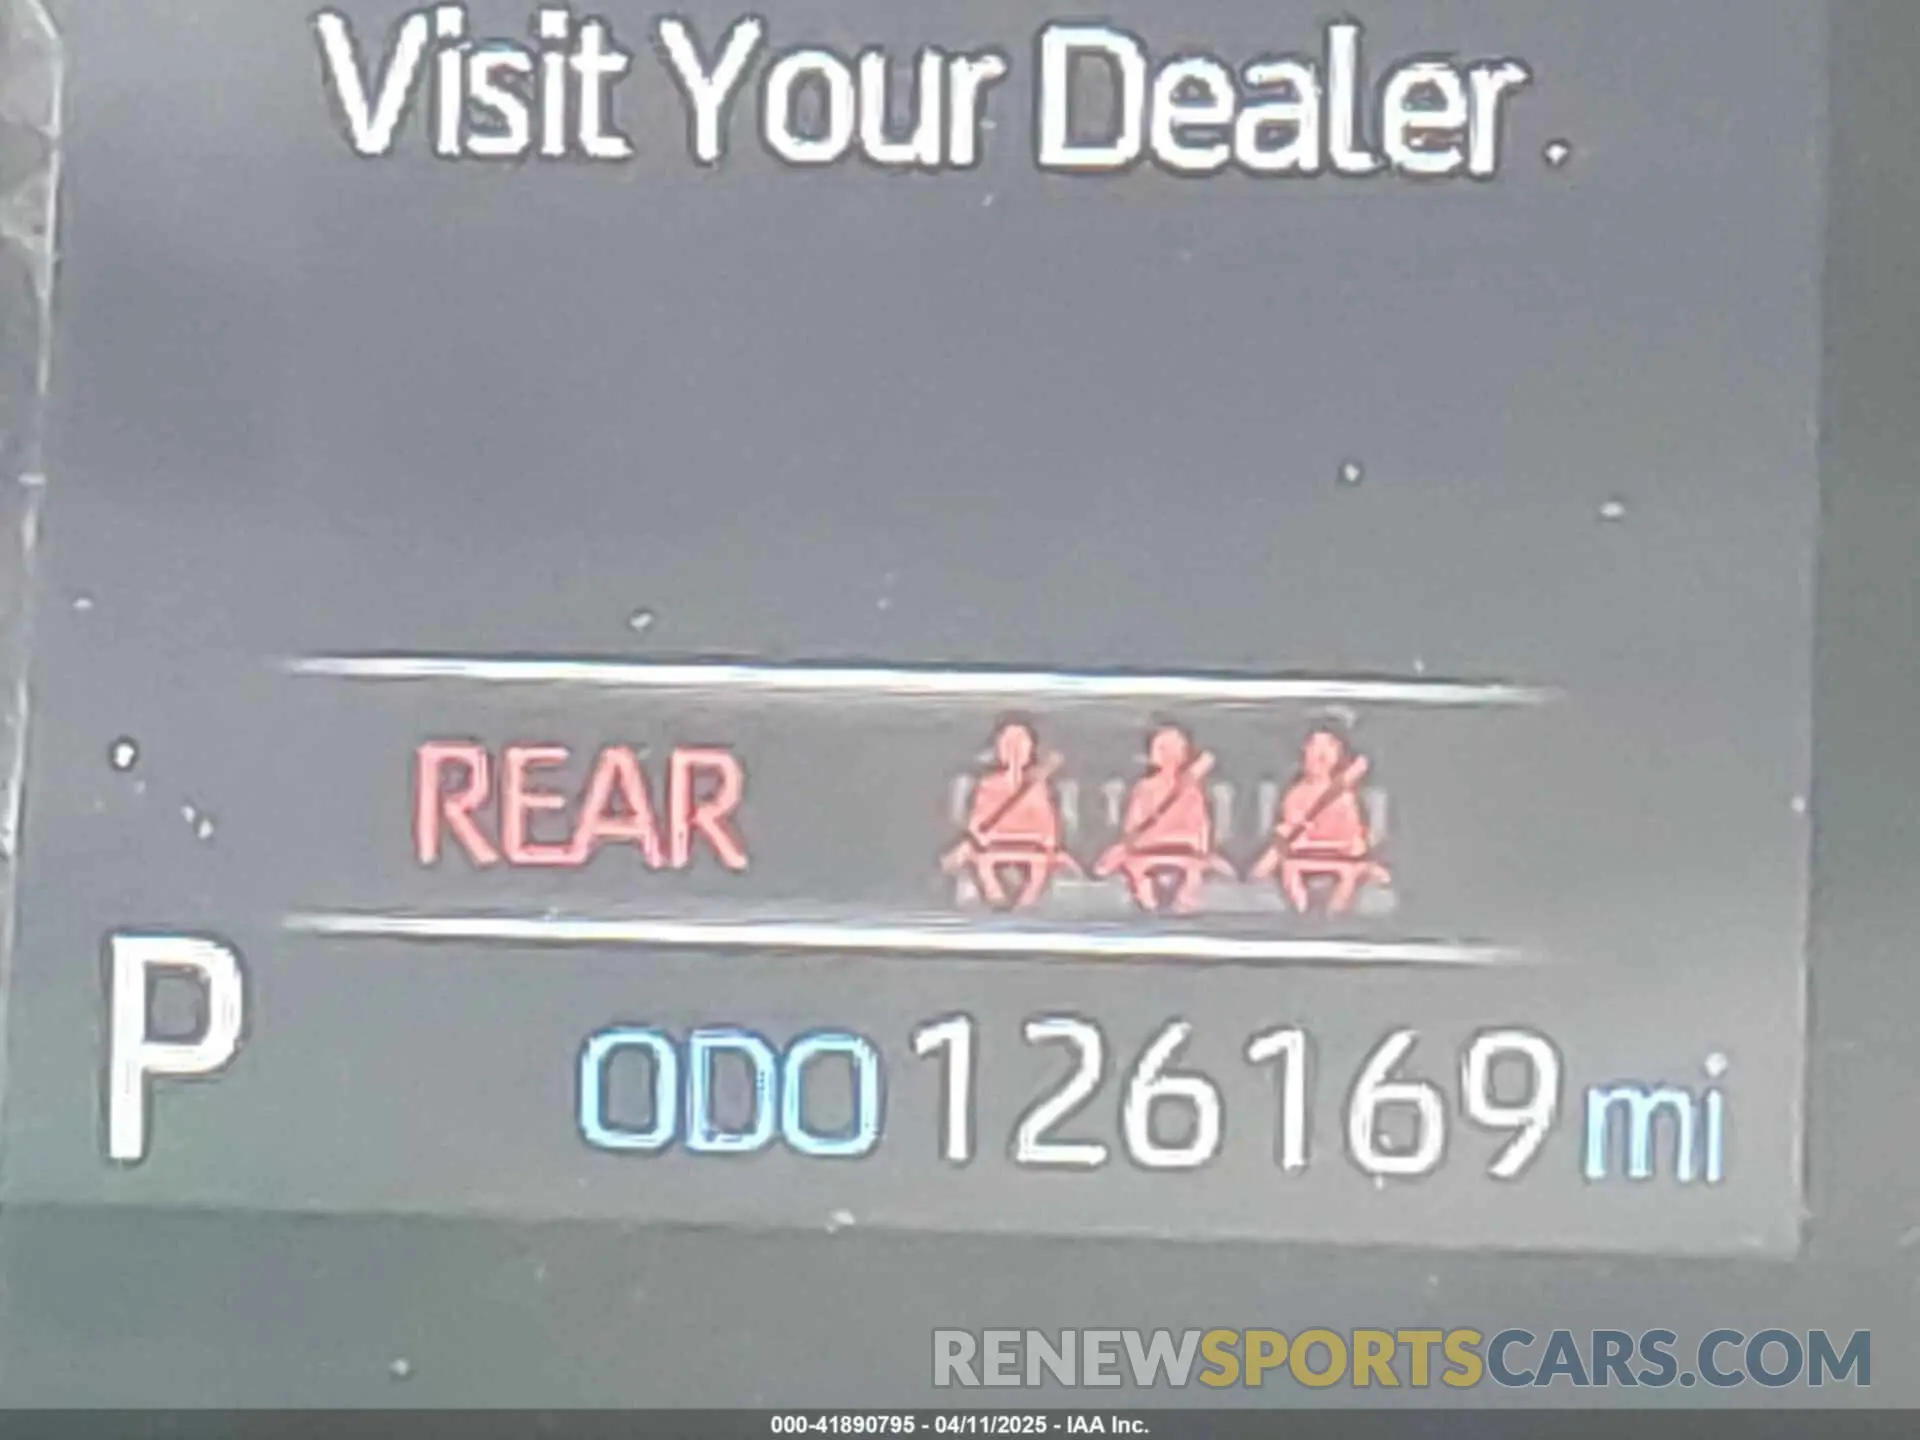 Visit Your Dealer.
REAR
P
ODO 126169 mi
RENEWSPORTSCARS.COM
000-41890795 - 04/11/2025 - IAA Inc.